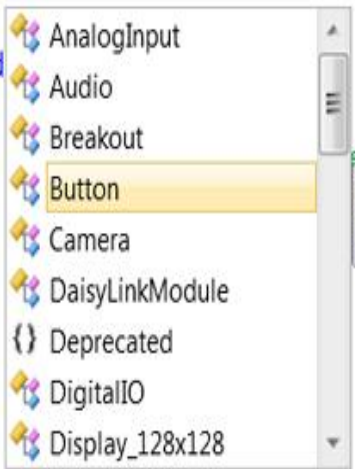 AnalogInput
Audio
Breakout
Button
Camera
DaisyLinkModule
{} Deprecated
DigitalIO
Display_128x128